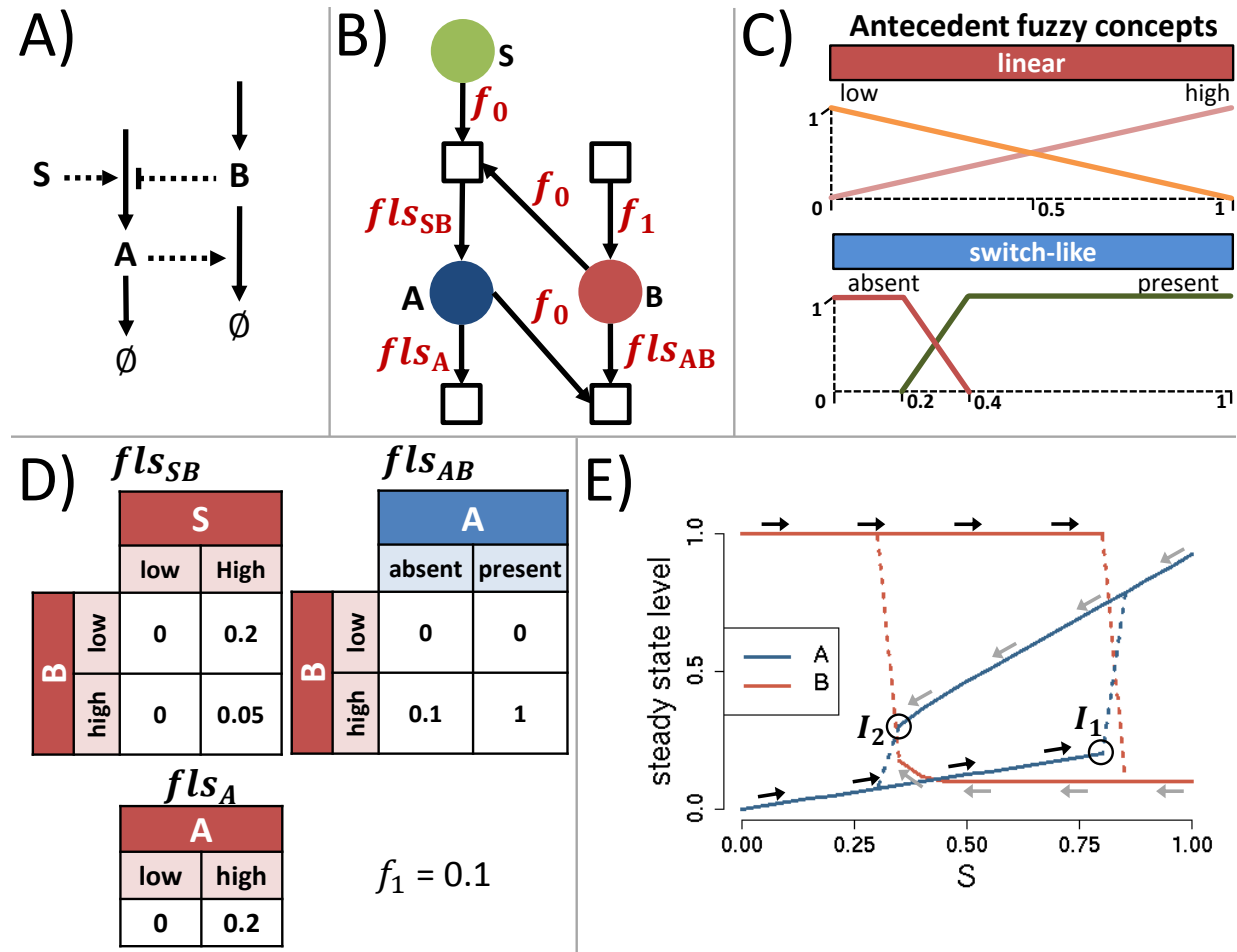 A)
S
B
A
Ø
Ø
B)
S
f₀
fls_SB
f₀
f₁
A
B
f₀
fls_A
fls_AB
C)
Antecedent fuzzy concepts
linear
low
high
1
0
0.5
1
switch-like
absent
present
1
0
0.2
0.4
1
D)
fls_SB
S
low High
B
low 0 0.2
high 0 0.05
fls_AB
A
absent present
B
low 0 0
high 0.1 1
fls_A
A
low high
0 0.2
f₁ = 0.1
E)
steady state level
1.0
0.5
0.0
A
B
I₂
I₁
0.00 0.25 0.50 0.75 1.00
S